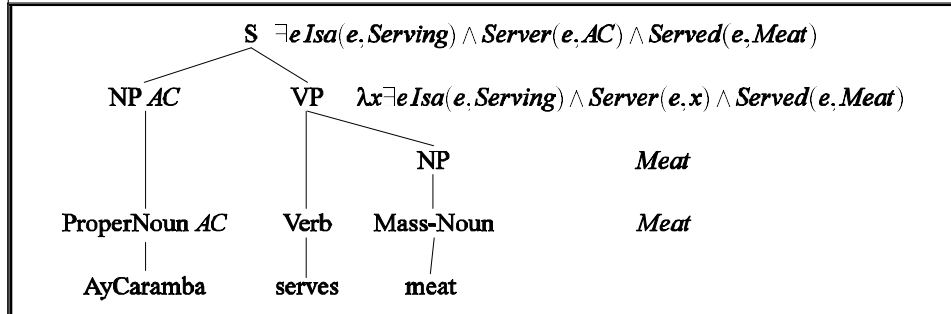 S ∃e Isa(e,Serving) ∧ Server(e,AC) ∧ Served(e,Meat)
NP AC VP λx∃e Isa(e,Serving) ∧ Server(e,x) ∧ Served(e,Meat)
NP Meat
ProperNoun AC Verb Mass-Noun Meat
AyCaramba serves meat